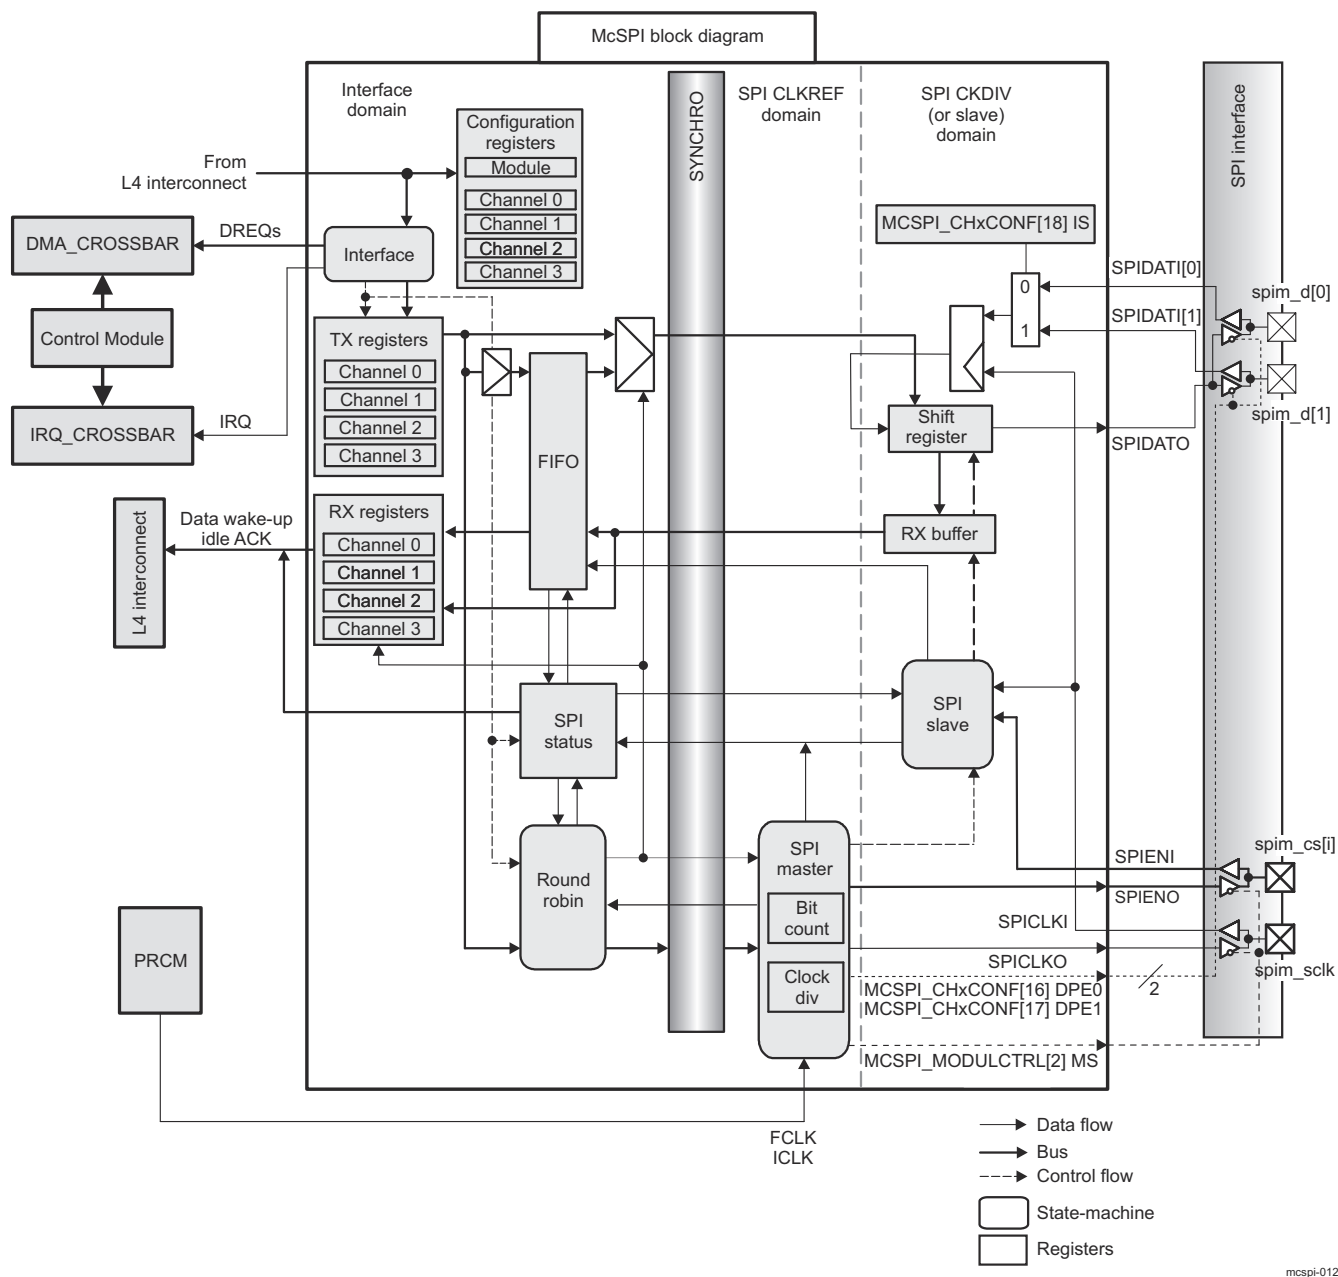 McSPI block diagram
Interface
domain
Configuration
registers
Module
Channel 0
Channel 1
Channel 2
Channel 3
SYNCHRO
SPI CLKREF
domain
SPI CKDIV
(or slave)
domain
SPI interface
From
L4 interconnect
DMA_CROSSBAR
DREQs
Interface
MCSPI_CHxCONF[18] IS
SPIDATI[0]
0
1
SPIDATI[1]
spim_d[0]
Control Module
TX registers
Channel 0
Channel 1
Channel 2
Channel 3
IRQ_CROSSBAR
IRQ
FIFO
Shift
register
SPIDATO
spim_d[1]
L4 interconnect
Data wake-up
idle ACK
RX registers
Channel 0
Channel 1
Channel 2
Channel 3
RX buffer
SPI
status
SPI
slave
Round
robin
SPI
master
Bit
count
Clock
div
SPIENI
SPIENO
spim_cs[i]
SPICLKI
SPICLKO
spim_sclk
MCSPI_CHxCONF[16] DPE0
MCSPI_CHxCONF[17] DPE1
2
MCSPI_MODULCTRL[2] MS
PRCM
FCLK
ICLK
Data flow
Bus
Control flow
State-machine
Registers
mcspi-012